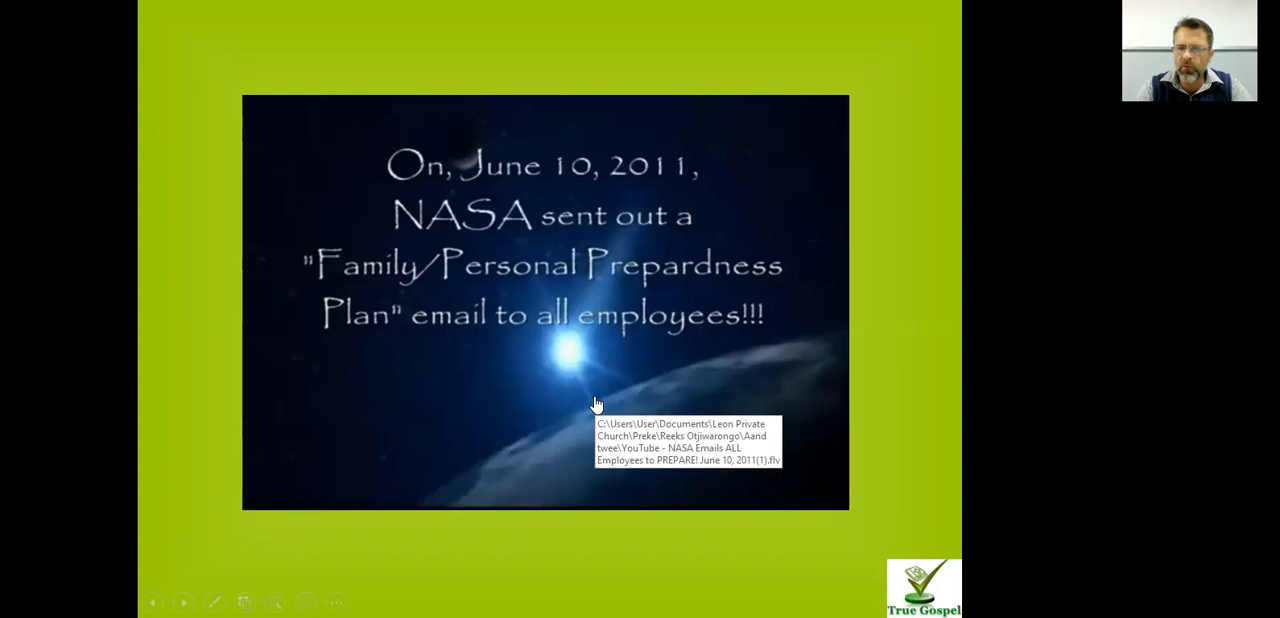 On, June 10, 2011,
NASA sent out a
"Family/Personal Prepardness
Plan" email to all employees!!!
C:\Users\User\Documents\Leon Private
Church\Preke\Reeks Otjiwarongo\Aand
twee\YouTube - NASA Emails ALL
Employees to PREPARE! June 10, 2011(1).flv
True Gospel